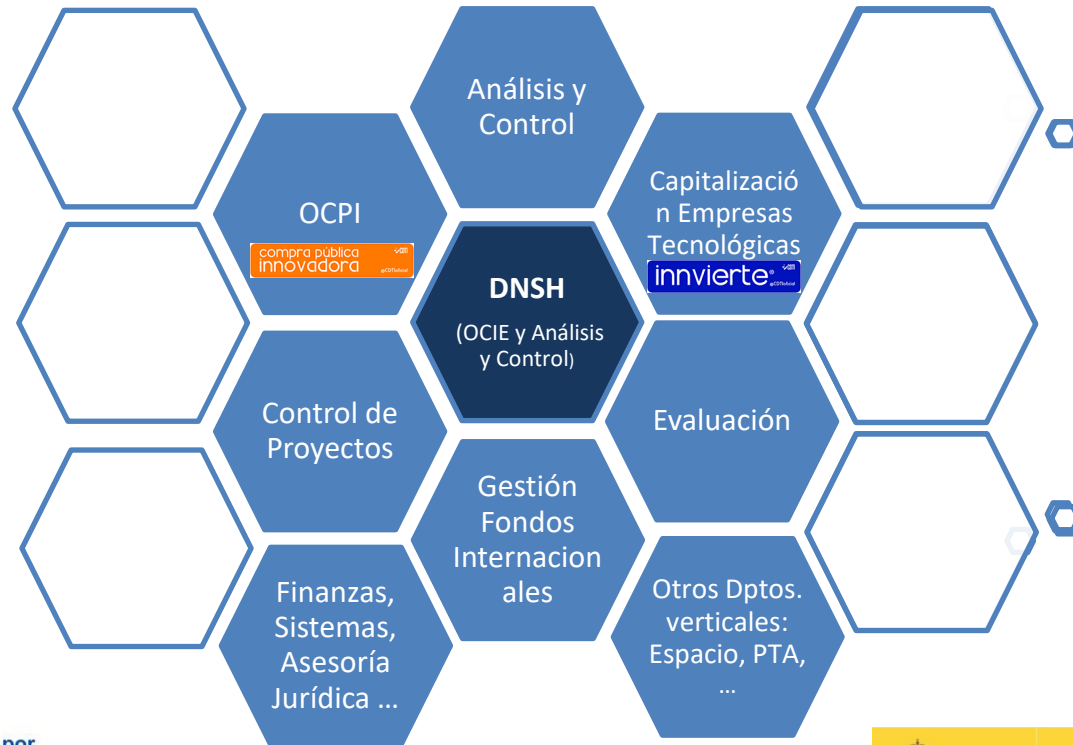 Análisis y
Control
OCPI
compra pública
innovadora
Capitalizació
n Empresas
Tecnológicas
innvierte
DNSH
(OCIE y Análisis
y Control)
Control de
Proyectos
Evaluación
Gestión
Fondos
Internacion
ales
Finanzas,
Sistemas,
Asesoría
Jurídica ...
Otros Dptos.
verticales:
Espacio, PTA,
...
por